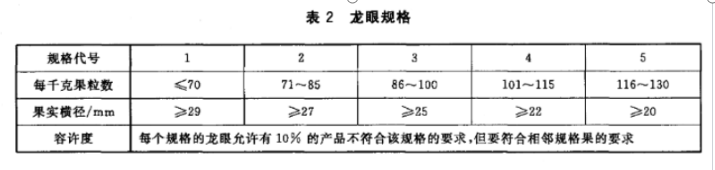 表 2 龙眼规格
规格代号 1 2 3 4 5
每千克果粒数 ≤70 71~85 86~100 101~115 116~130
果实横径/mm ≥29 ≥27 ≥25 ≥22 ≥20
容许度 每个规格的龙眼允许有10%的产品不符合该规格的要求,但要符合相邻规格果的要求